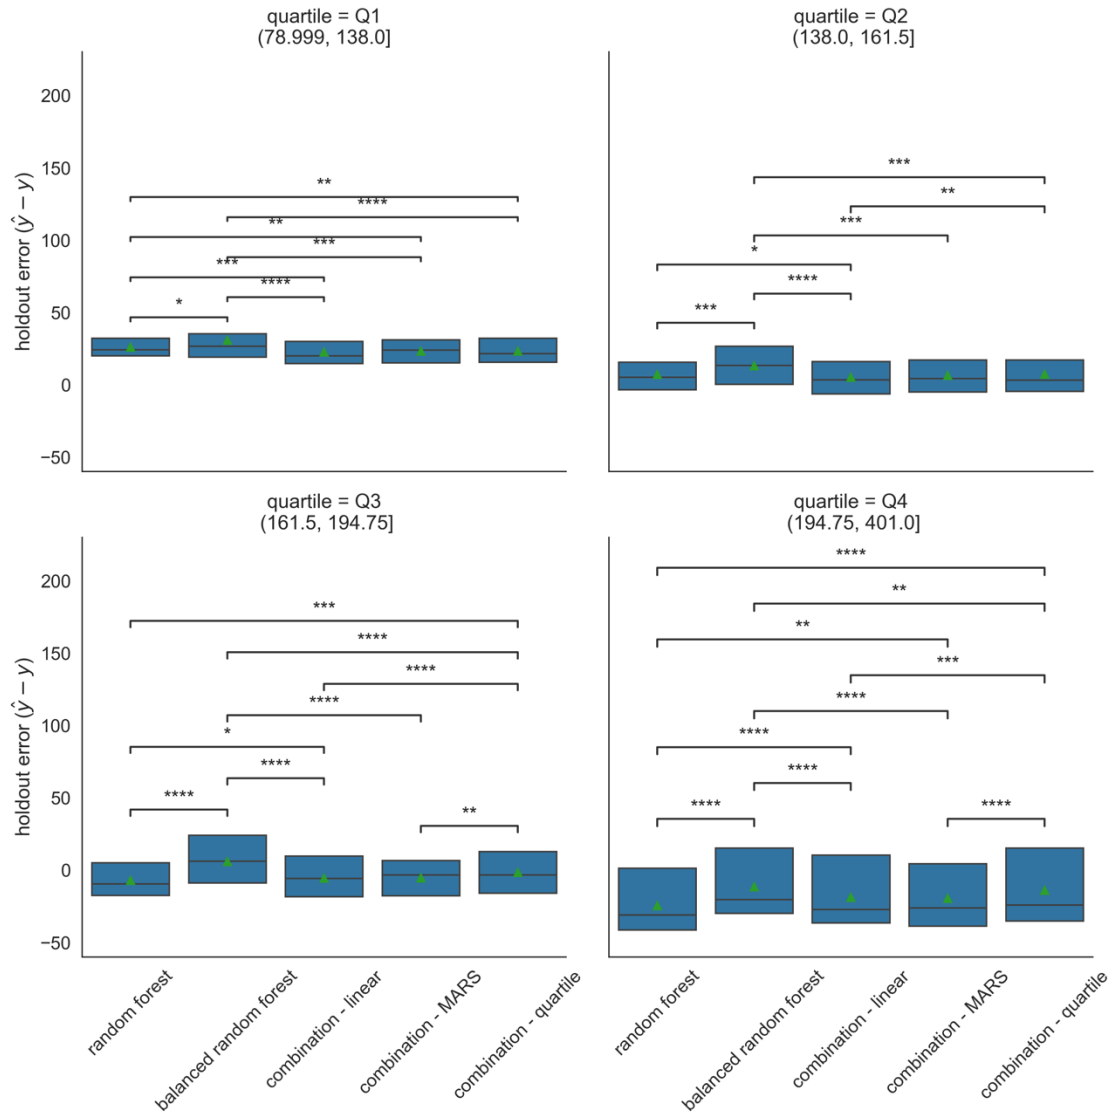 quartile = Q1
(78.999, 138.0]
quartile = Q2
(138.0, 161.5]
holdout error (ŷ − y)
200
150
100
50
0
−50
**
****
**
***
***
****
*
***
**
***
*
****
***
quartile = Q3
(161.5, 194.75]
quartile = Q4
(194.75, 401.0]
holdout error (ŷ − y)
200
150
100
50
0
−50
***
****
****
****
*
****
****
**
****
**
**
***
****
****
****
****
****
random forest
balanced random forest
combination - linear
combination - MARS
combination - quartile
random forest
balanced random forest
combination - linear
combination - MARS
combination - quartile